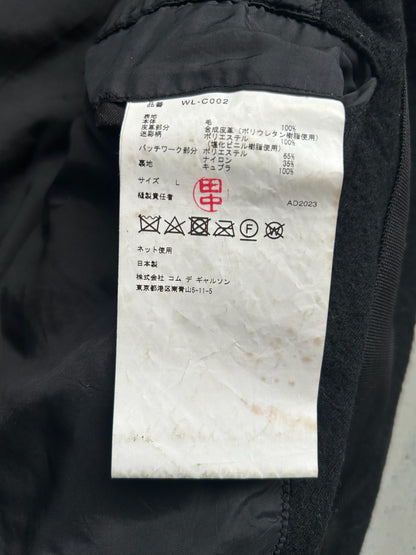 品番 WL-C002
表地
本体 毛 100%
皮革部分 合成皮革(ポリウレタン樹脂使用)
迷彩柄 ポリエステル 100%
(塩化ビニル樹脂使用)
パッチワーク部分 ポリエステル 65%
ナイロン 35%
裏地 キュプラ 100%
サイズ L
縫製責任者 田中 AD2023
F W
ネット使用
日本製
株式会社 コム デ ギャルソン
東京都港区南青山5-11-5